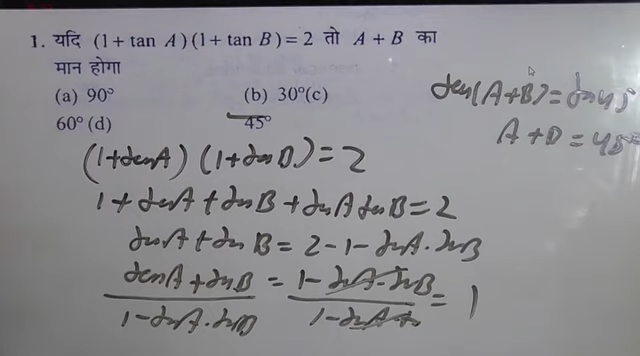 1. यदि (1 + tan A) (1 + tan B) = 2 तो A + B का
मान होगा
(a) 90° (b) 30°(c)
60° (d) 45°
tan(A+B) = tan45
A + B = 45°
(1+tanA) (1+tanB) = 2
1 + tanA + tanB + tanA tanB = 2
tanA + tanB = 2 - 1 - tanA . tanB
tanA + tanB / 1 - tanA . tanB = 1 - tanA . tanB / 1 - tanA tan = 1